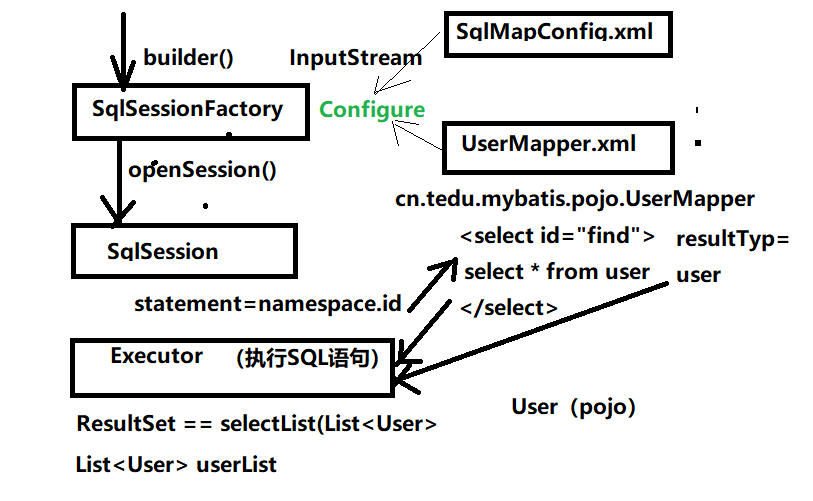 SqlMapConfig.xml
builder()
InputStream
SqlSessionFactory
Configure
UserMapper.xml
openSession()
cn.tedu.mybatis.pojo.UserMapper
<select id="find">
resultTyp=
SqlSession
select * from user
user
statement=namespace.id
</select>
Executor （执行SQL语句）
User（pojo）
ResultSet == selectList(List<User>
List<User> userList